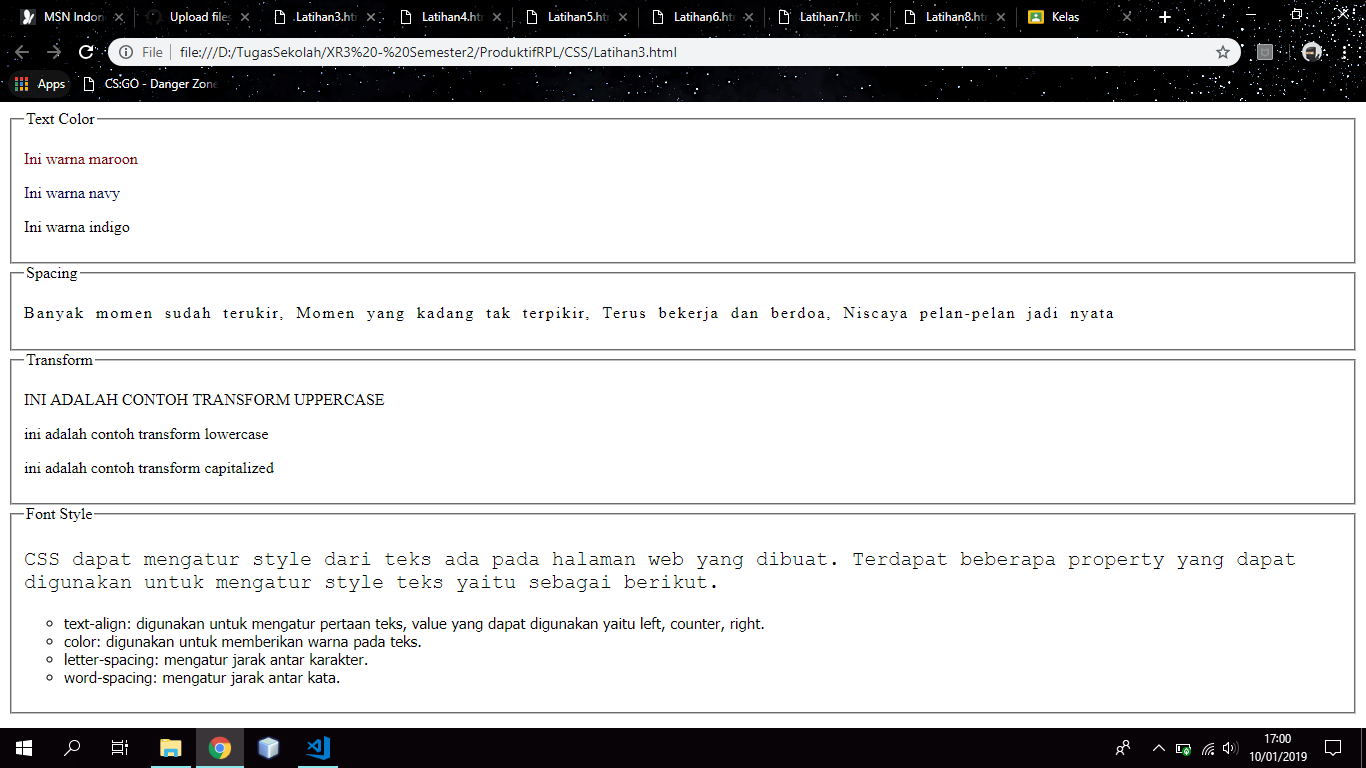 MSN Indon
Upload files
Latihan3.ht
Latihan4.ht
Latihan5.ht
Latihan6.ht
Latihan7.ht
Latihan8.ht
Kelas
File
file:///D:/TugasSekolah/XR3%20-%20Semester2/ProduktifRPL/CSS/Latihan3.html
Apps
CS:GO - Danger Zone
Text Color
Ini warna maroon
Ini warna navy
Ini warna indigo
Spacing
Banyak momen sudah terukir, Momen yang kadang tak terpikir, Terus bekerja dan berdoa, Niscaya pelan-pelan jadi nyata
Transform
INI ADALAH CONTOH TRANSFORM UPPERCASE
ini adalah contoh transform lowercase
ini adalah contoh transform capitalized
Font Style
CSS dapat mengatur style dari teks ada pada halaman web yang dibuat. Terdapat beberapa property yang dapat
digunakan untuk mengatur style teks yaitu sebagai berikut.
text-align: digunakan untuk mengatur pertaan teks, value yang dapat digunakan yaitu left, counter, right.
color: digunakan untuk memberikan warna pada teks.
letter-spacing: mengatur jarak antar karakter.
word-spacing: mengatur jarak antar kata.
17:00
10/01/2019